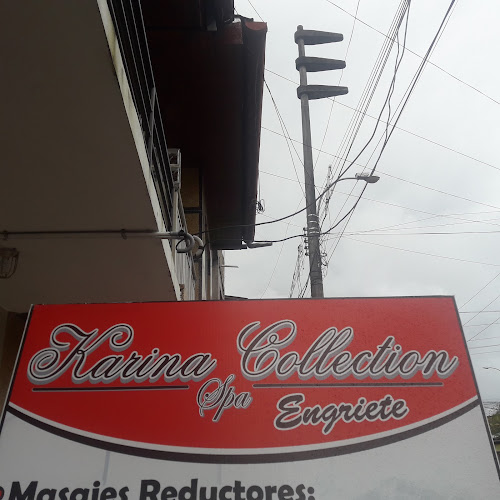 Karina Collection
Spa
Engriete
Masajes Reductores: